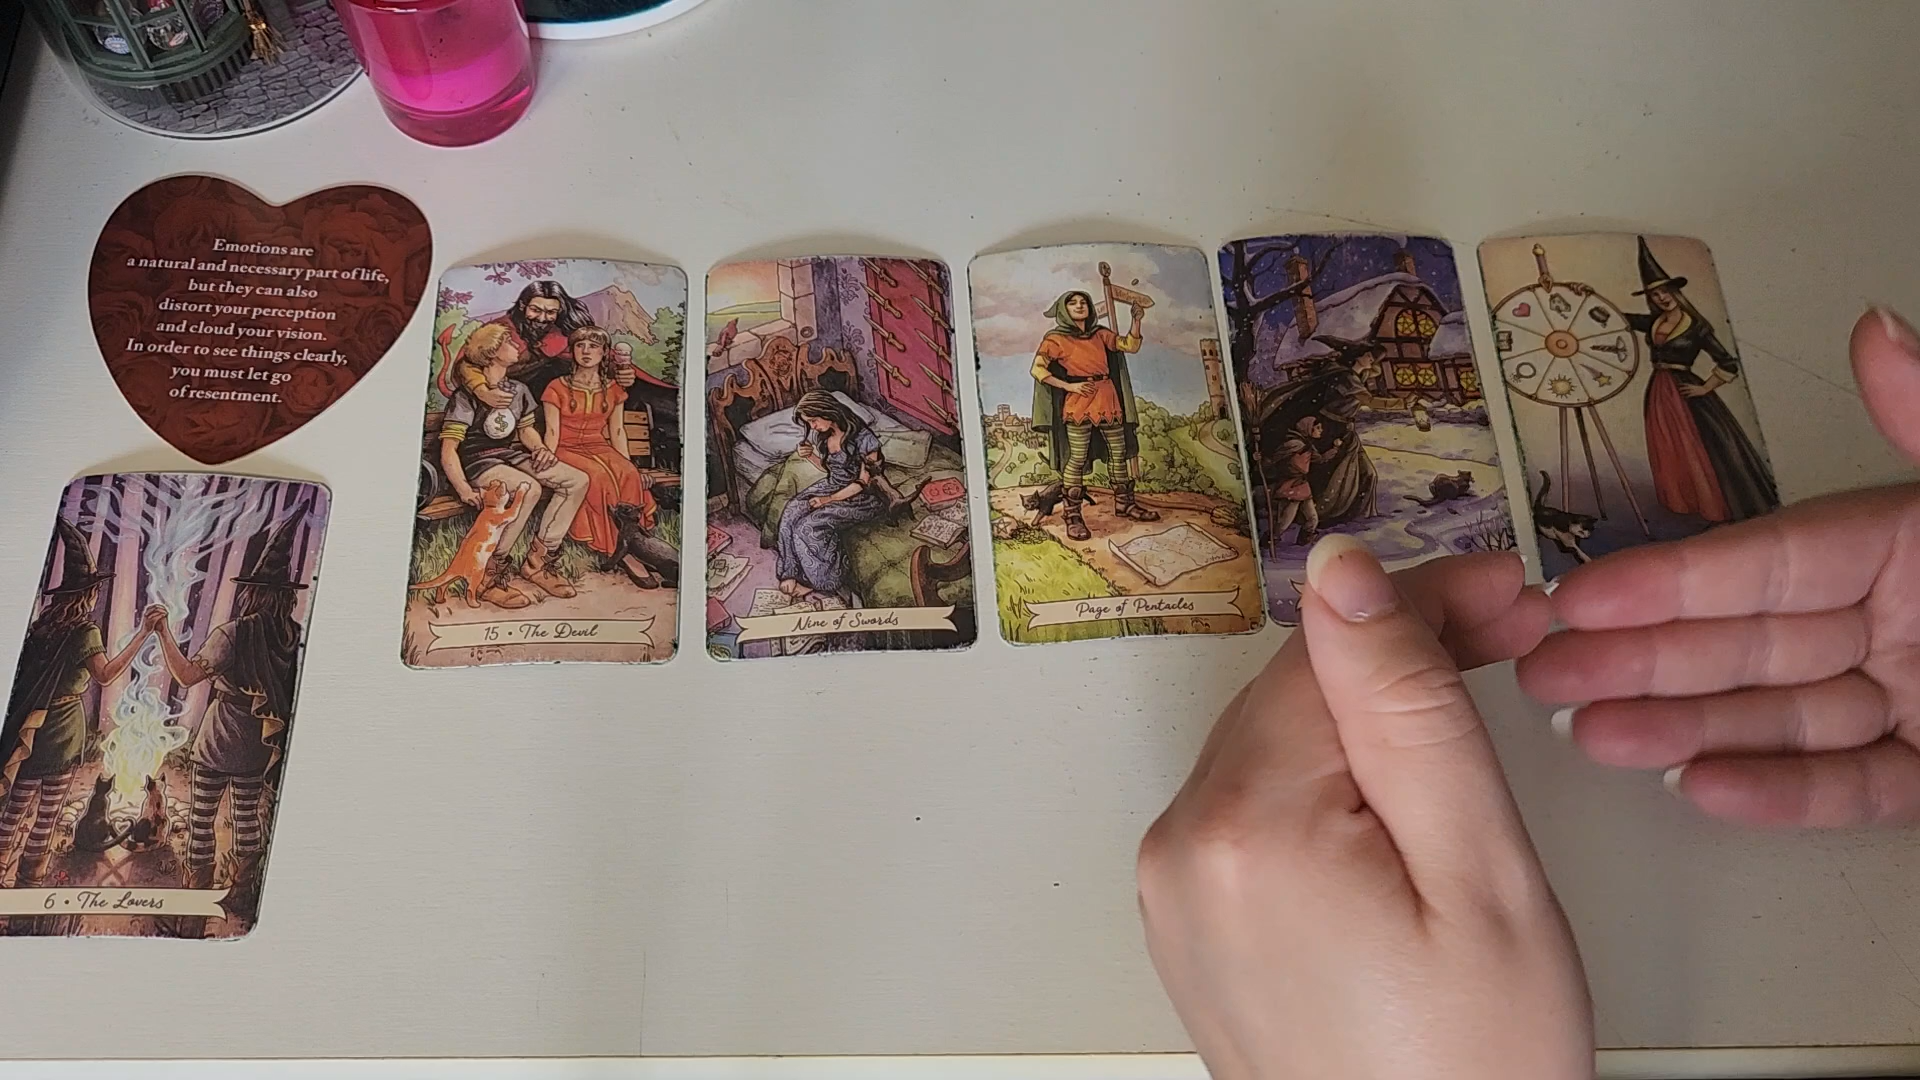 Emotions are
a natural and necessary part of life,
but they can also
distort your perception
and cloud your vision.
In order to see things clearly,
you must let go
of resentment.
15 • The Devil
Nine of Swords
Page of Pentacles
6 • The Lovers